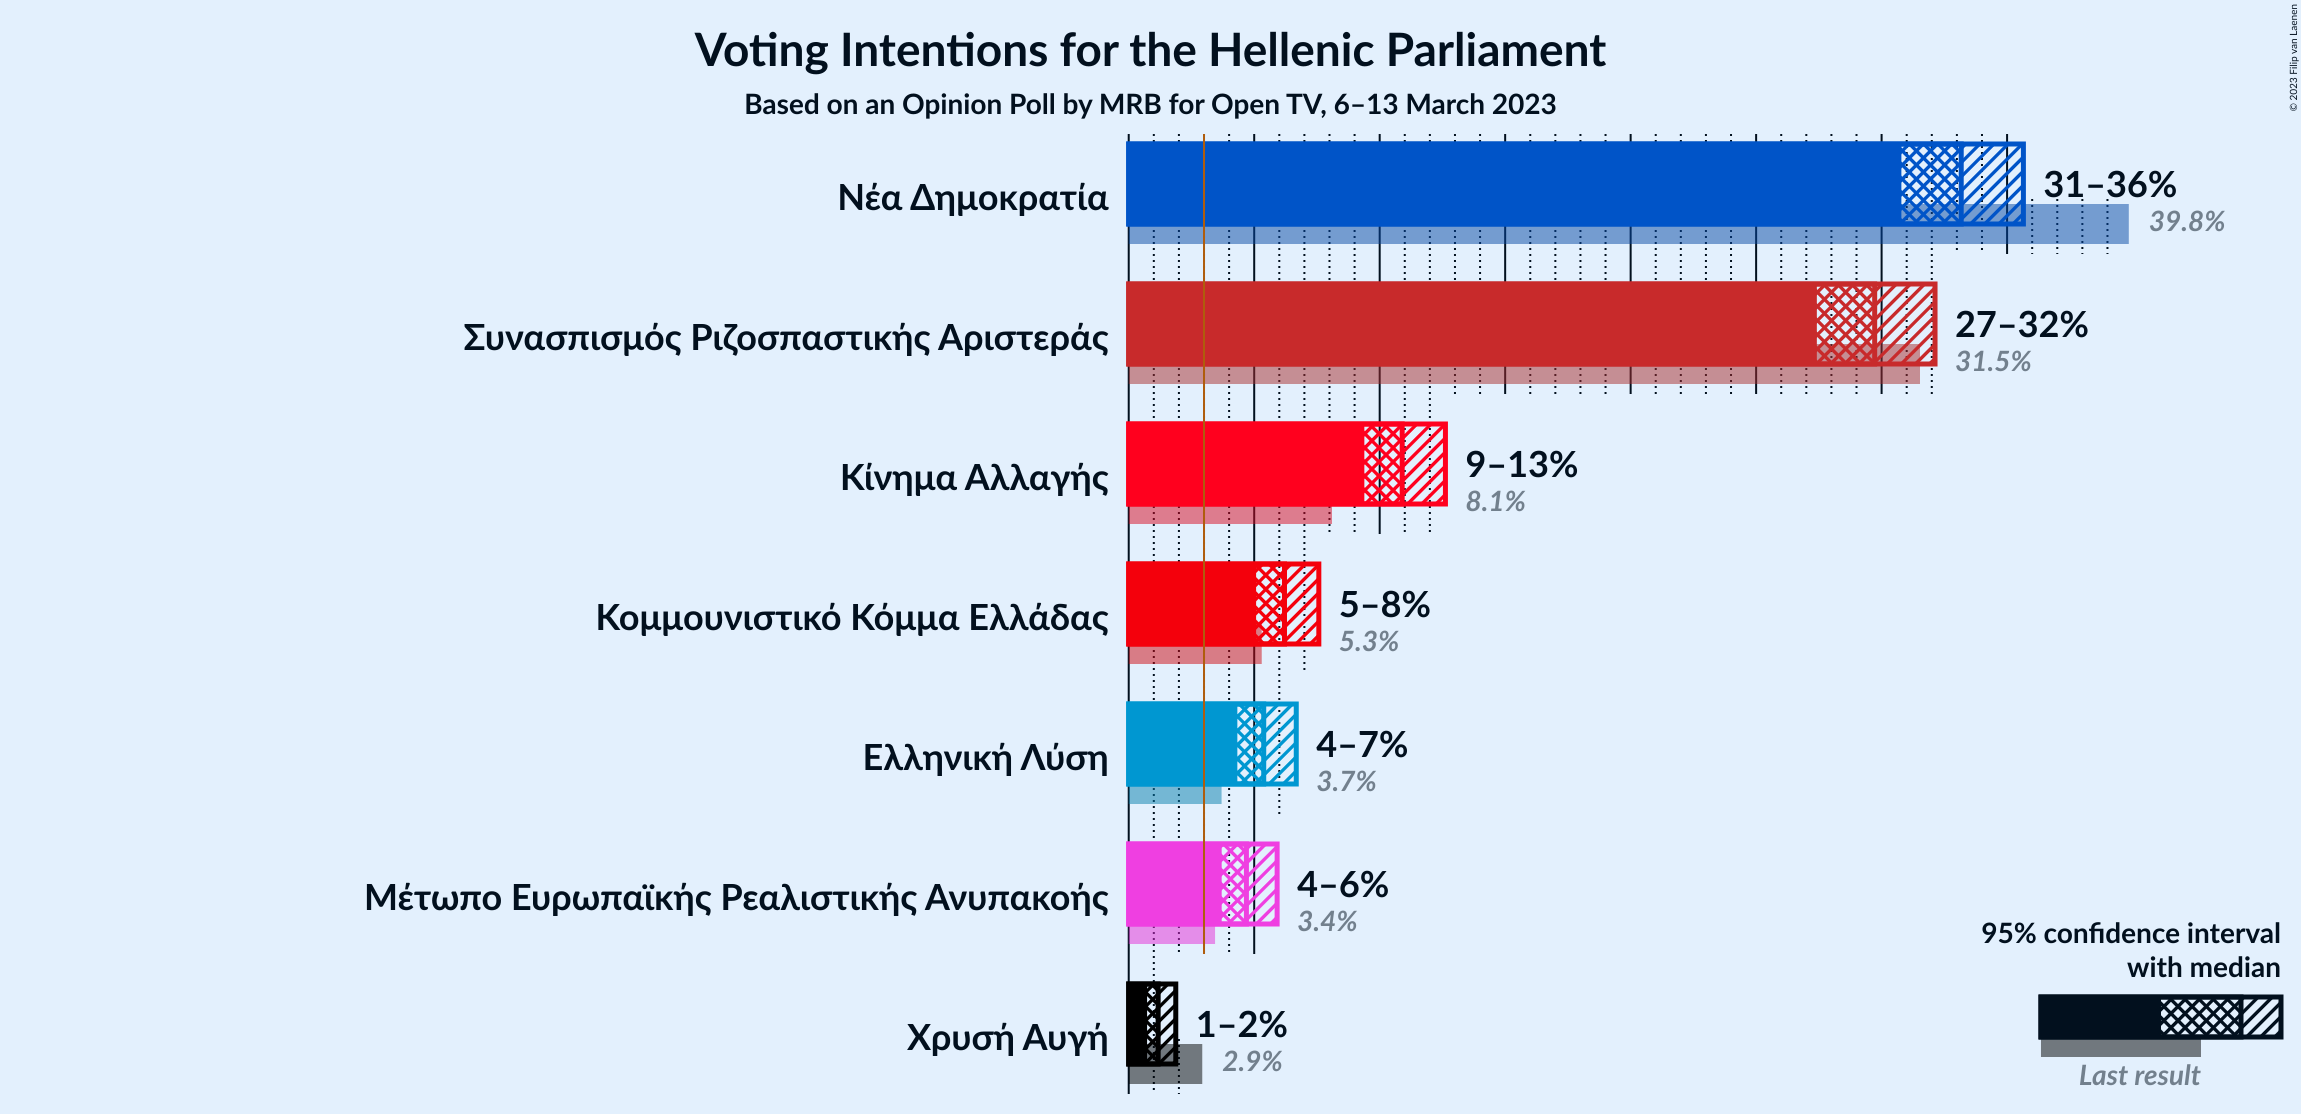 Voting Intentions for the Hellenic Parliament
Based on an Opinion Poll by MRB for Open TV, 6–13 March 2023
© 2023 Filip van Laenen
Νέα Δημοκρατία
31–36%
39.8%
Συνασπισμός Ριζοσπαστικής Αριστεράς
27–32%
31.5%
Κίνημα Αλλαγής
9–13%
8.1%
Κομμουνιστικό Κόμμα Ελλάδας
5–8%
5.3%
Ελληνική Λύση
4–7%
3.7%
Μέτωπο Ευρωπαϊκής Ρεαλιστικής Ανυπακοής
4–6%
3.4%
Χρυσή Αυγή
1–2%
2.9%
95% confidence interval
with median
Last result